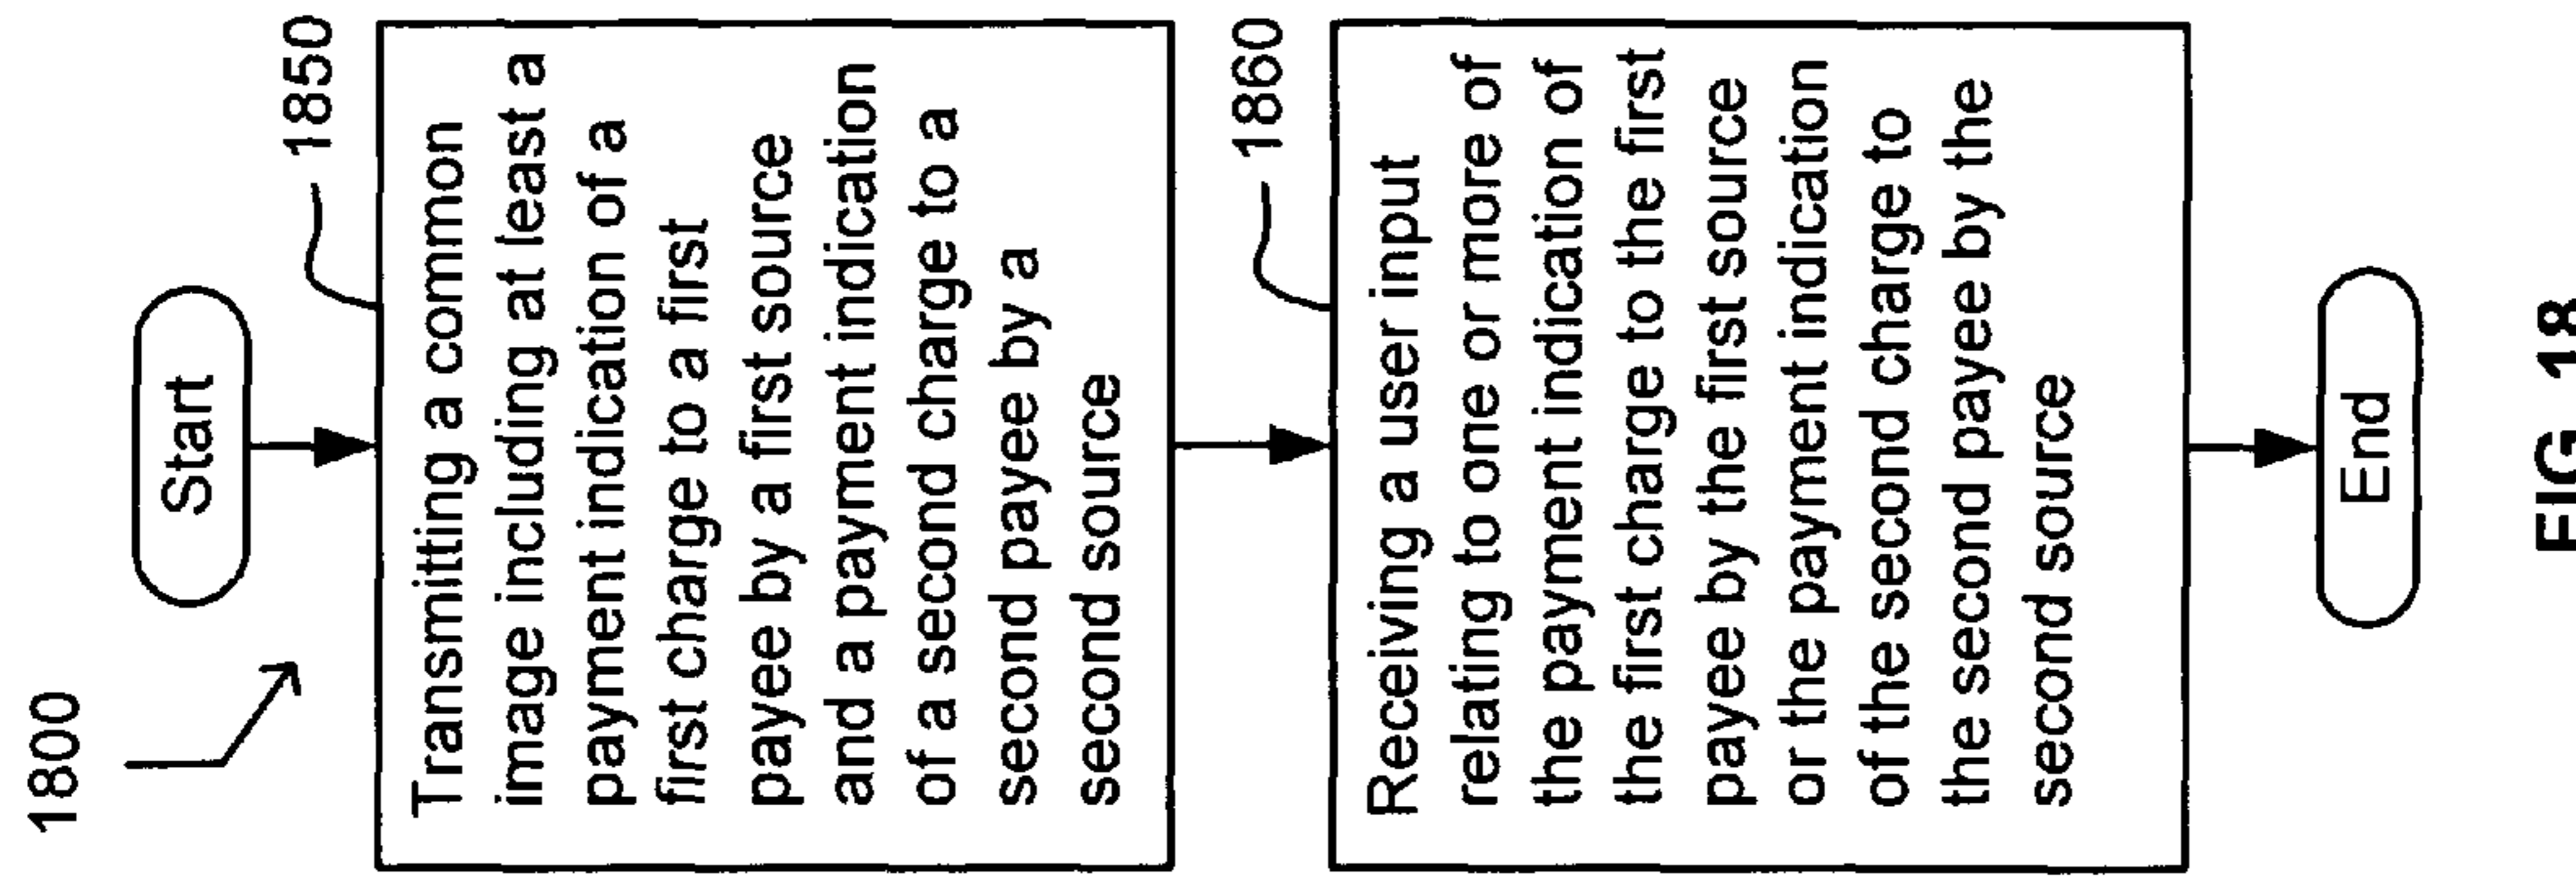 1800
Start
1850
Transmitting a common
image including at least a
payment indication of a
first charge to a first
payee by a first source
and a payment indication
of a second charge to a
second payee by a
second source
1860
Receiving a user input
relating to one or more of
the payment indication of
the first charge to the first
payee by the first source
or the payment indication
of the second charge to
the second payee by the
second source
End
FIG. 18